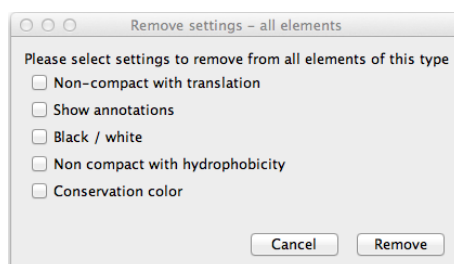 Remove settings – all elements
Please select settings to remove from all elements of this type
Non-compact with translation
Show annotations
Black / white
Non compact with hydrophobicity
Conservation color
Cancel Remove